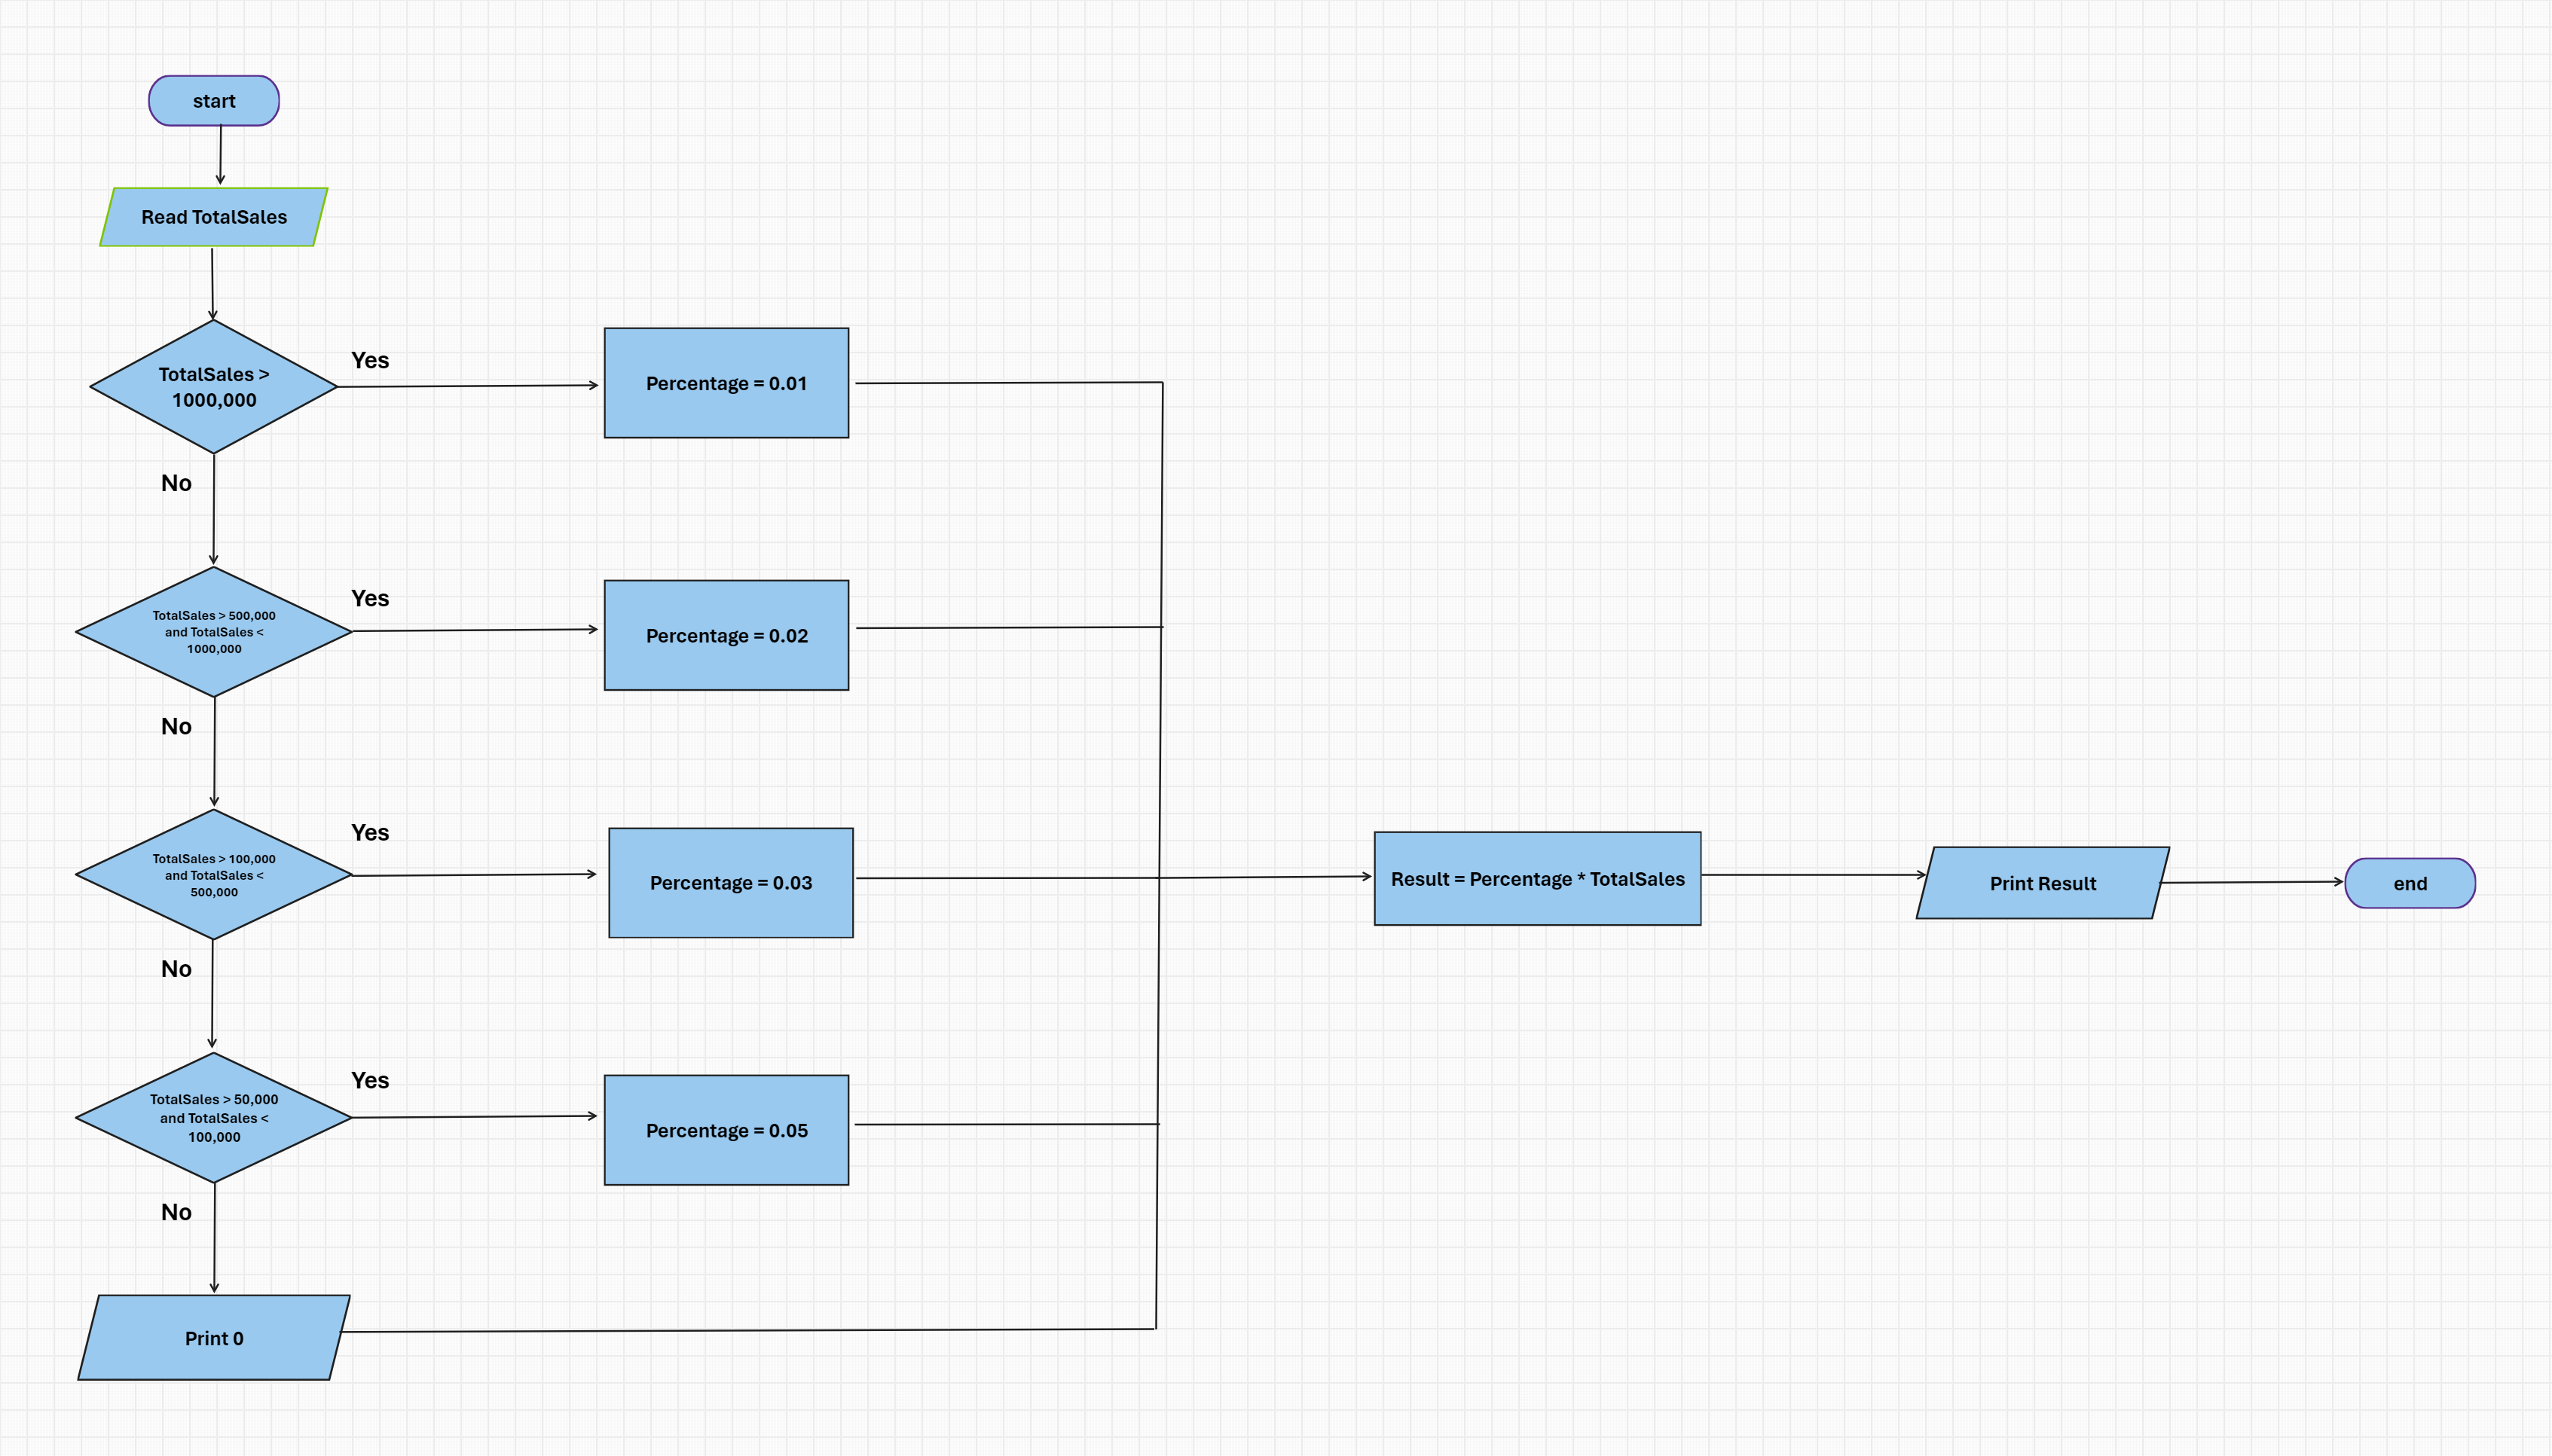 start
Read TotalSales
TotalSales >
1000,000
Yes
Percentage = 0.01
No
TotalSales > 500,000
and TotalSales <
1000,000
Yes
Percentage = 0.02
No
TotalSales > 100,000
and TotalSales <
500,000
Yes
Percentage = 0.03
Result = Percentage * TotalSales
Print Result
end
No
TotalSales > 50,000
and TotalSales <
100,000
Yes
Percentage = 0.05
No
Print 0